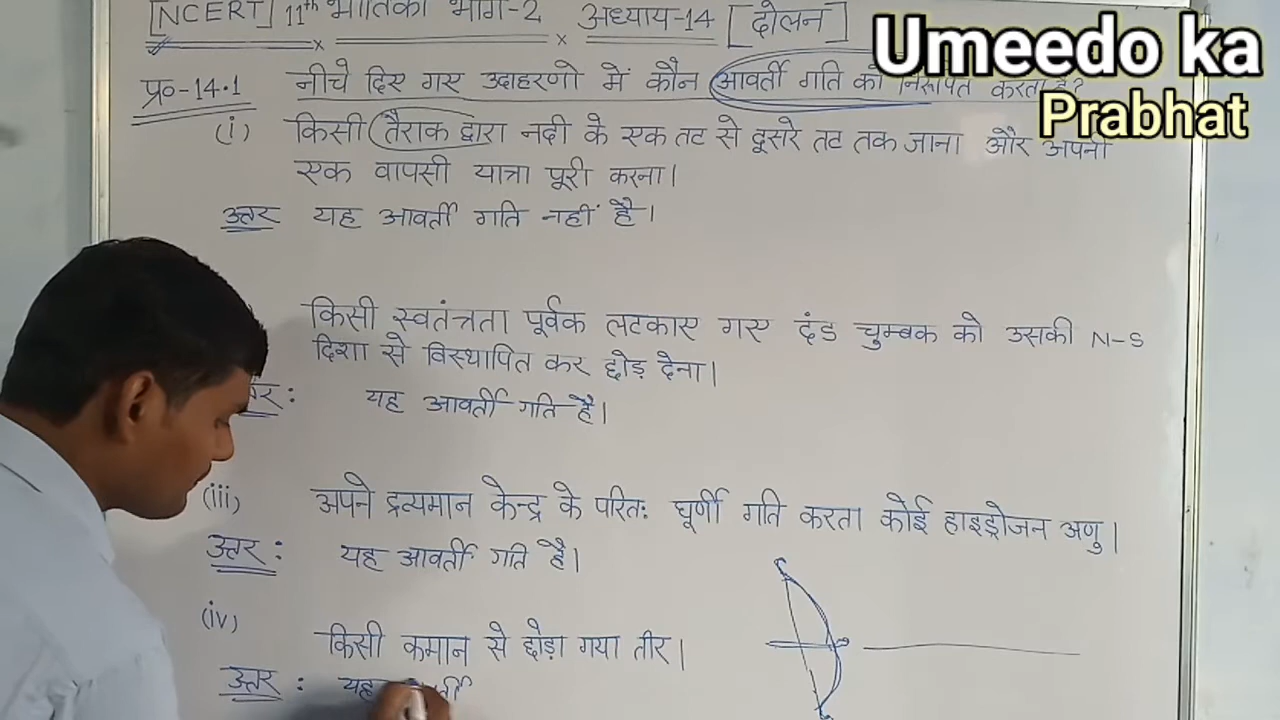 [NCERT] 11th भौतिकी भाग-2 × अध्याय-14 [दोलन]
Umeedo ka
Prabhat
प्र०-14.1 नीचे दिए गए उदाहरणो में कौन आवर्ती गति को निरूपित करता है?
(i) किसी तैराक द्वारा नदी के एक तट से दूसरे तट तक जाना और अपनी
एक वापसी यात्रा पूरी करना।
उत्तर यह आवर्ती गति नहीं है।
किसी स्वतंत्रता पूर्वक लटकाए गए दंड चुम्बक को उसकी N-S
दिशा से विस्थापित कर छोड़ देना।
यह आवर्ती गति है।
(iii) अपने द्रव्यमान केन्द्र के परितः घूर्णी गति करता कोई हाइड्रोजन अणु।
उत्तर : यह आवर्ती गति है।
(iv) किसी कमान से छोड़ा गया तीर।
उत्तर : यह